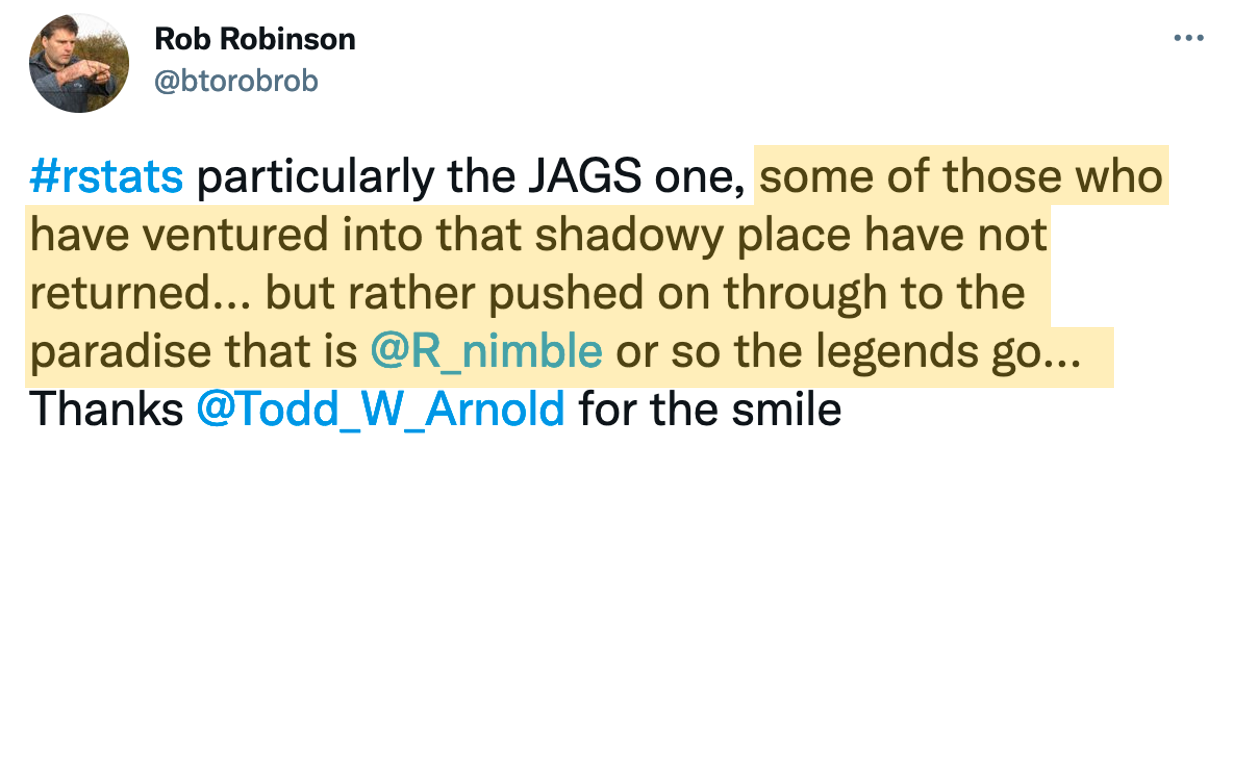 Rob Robinson
@btorobrob
#rstats particularly the JAGS one, some of those who
have ventured into that shadowy place have not
returned... but rather pushed on through to the
paradise that is @R_nimble or so the legends go...
Thanks @Todd_W_Arnold for the smile